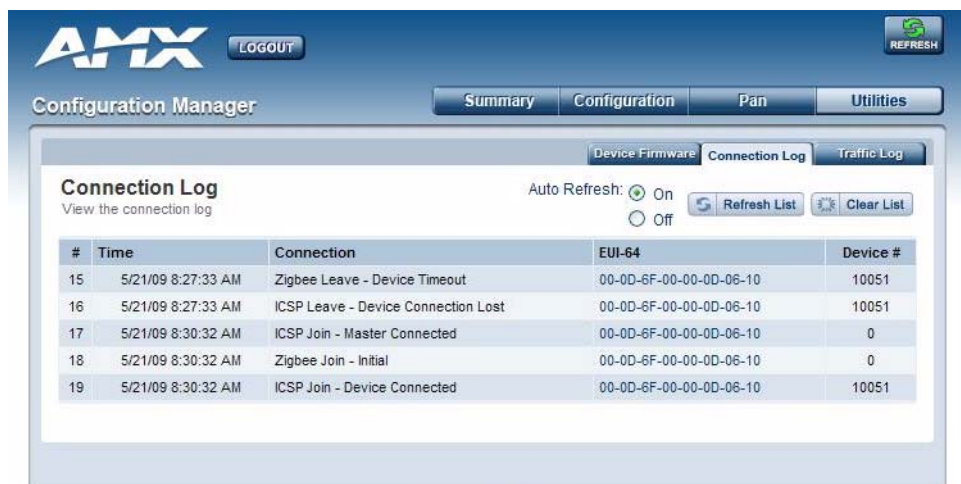 AMX LOGOUT REFRESH
Configuration Manager Summary Configuration Pan Utilities
Device Firmware Connection Log Traffic Log
Connection Log Auto Refresh: On Refresh List Clear List
View the connection log Off
# Time Connection EUI-64 Device #
15 5/21/09 8:27:33 AM Zigbee Leave - Device Timeout 00-0D-6F-00-00-0D-06-10 10051
16 5/21/09 8:27:33 AM ICSP Leave - Device Connection Lost 00-0D-6F-00-00-0D-06-10 10051
17 5/21/09 8:30:32 AM ICSP Join - Master Connected 00-0D-6F-00-00-0D-06-10 0
18 5/21/09 8:30:32 AM Zigbee Join - Initial 00-0D-6F-00-00-0D-06-10 0
19 5/21/09 8:30:32 AM ICSP Join - Device Connected 00-0D-6F-00-00-0D-06-10 10051